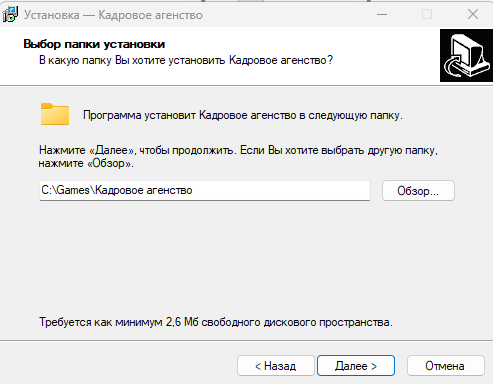 Установка — Кадровое агенство
Выбор папки установки
В какую папку Вы хотите установить Кадровое агенство?
Программа установит Кадровое агенство в следующую папку.
Нажмите «Далее», чтобы продолжить. Если Вы хотите выбрать другую папку,
нажмите «Обзор».
C:\Games\Кадровое агенство
Обзор...
Требуется как минимум 2,6 Мб свободного дискового пространства.
< Назад
Далее >
Отмена